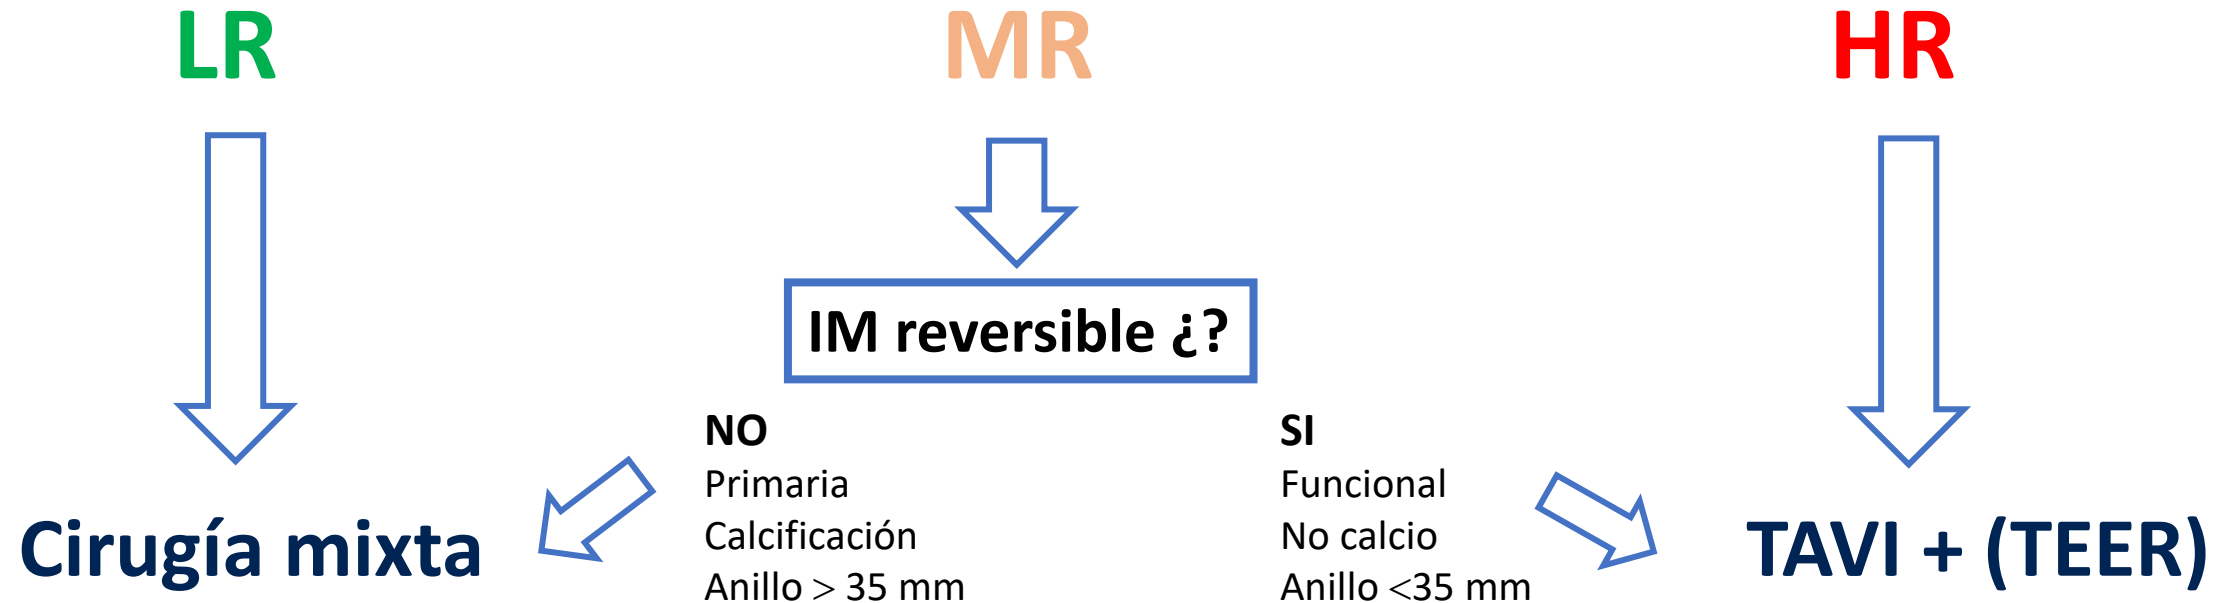 LR
MR
HR
IM reversible ¿?
NO
Primaria
Calcificación
Anillo > 35 mm
SI
Funcional
No calcio
Anillo <35 mm
Cirugía mixta
TAVI + (TEER)